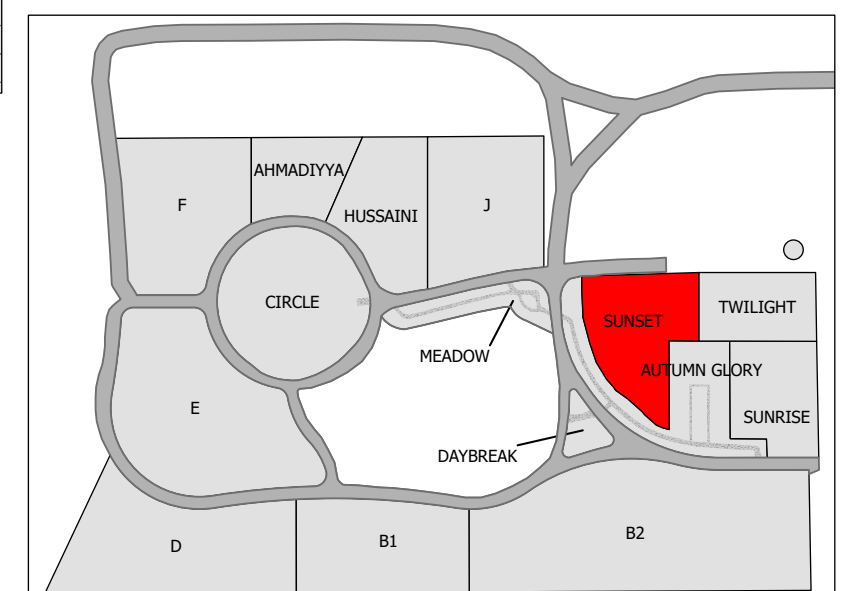 AHMADIYYA
F
J
HUSSAINI
CIRCLE
TWILIGHT
SUNSET
MEADOW
AUTUMN GLORY
E
SUNRISE
DAYBREAK
B2
B1
D